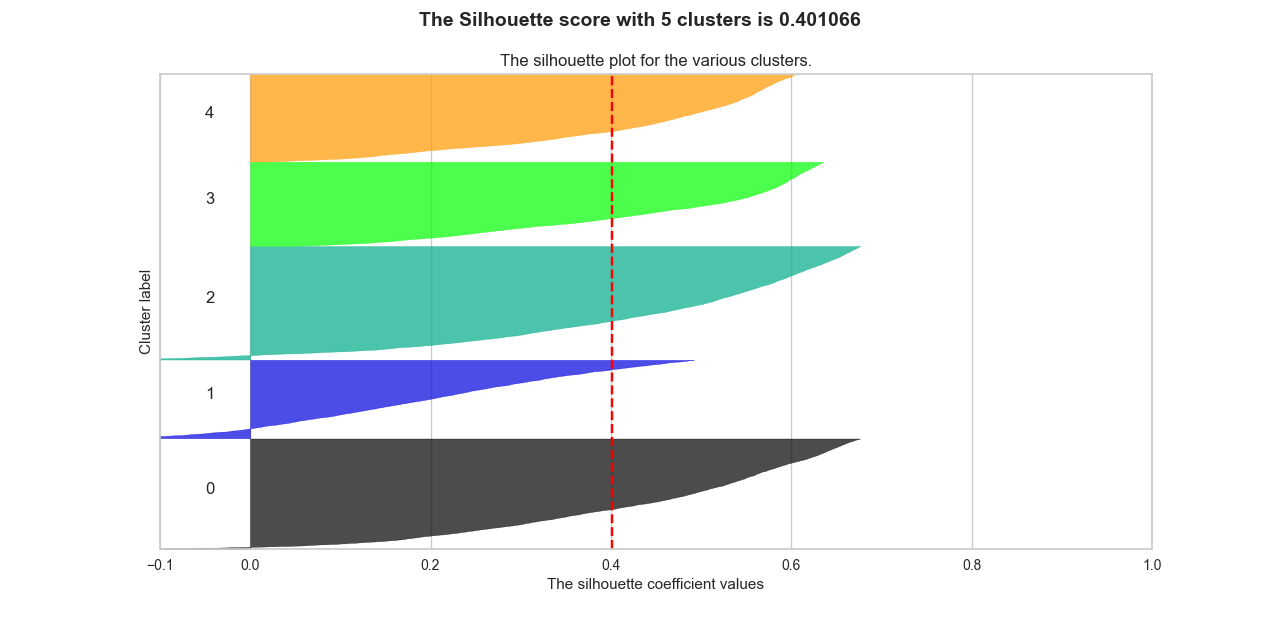 The Silhouette score with 5 clusters is 0.401066
The silhouette plot for the various clusters.
4
3
2
1
0
Cluster label
−0.1 0.0 0.2 0.4 0.6 0.8 1.0
The silhouette coefficient values